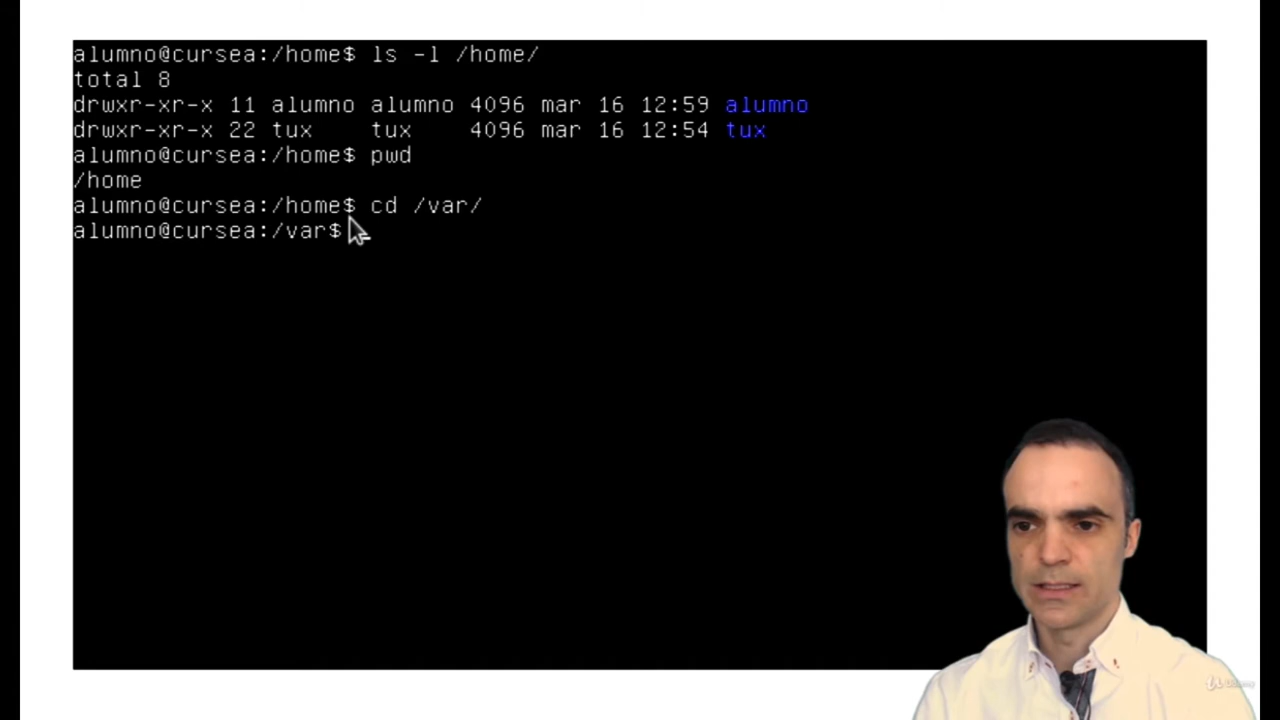 alumno@cursea:/home$ ls -l /home/
total 8
drwxr-xr-x 11 alumno alumno 4096 mar 16 12:59 alumno
drwxr-xr-x 22 tux    tux    4096 mar 16 12:54 tux
alumno@cursea:/home$ pwd
/home
alumno@cursea:/home$ cd /var/
alumno@cursea:/var$
Udemy